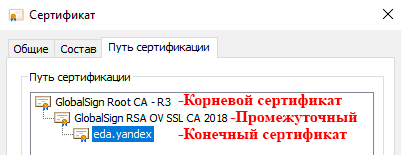 Сертификат
Общие Состав Путь сертификации
Путь сертификации
GlobalSign Root CA - R3 -Корневой сертификат
GlobalSign RSA OV SSL CA 2018 -Промежуточный
eda.yandex -Конечный сертификат